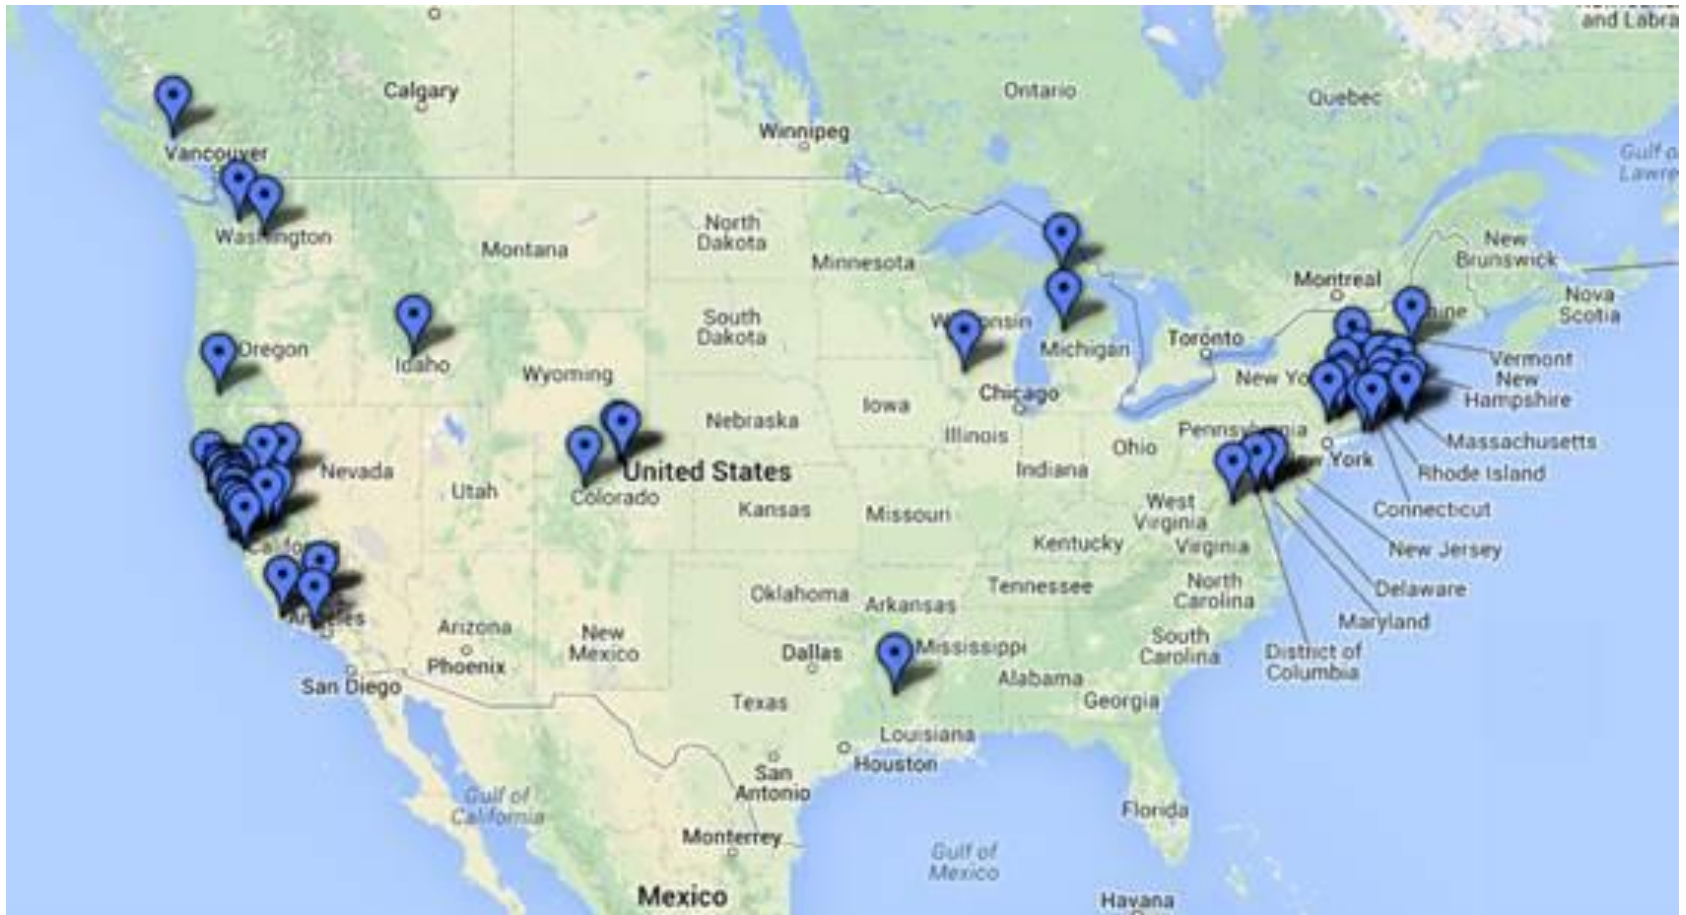 and Labra
Calgary
Ontario
Quebec
Winnipeg
Vancouver
Gulf o
Lawre
Washington
Montana
North
Dakota
Minnesota
Montreal
New
Brunswick
Nova
Scotia
Oregon
Idaho
South
Dakota
Wyoming
Michigan
Toronto
Vermont
New
Hampshire
Chicago
Iowa
Nebraska
Illinois
Ohio
Massachusetts
Nevada
United States
Indiana
Rhode Island
Utah
Colorado
Kansas
Missouri
West
Virginia
Connecticut
Kentucky
Virginia
New Jersey
Oklahoma
Arkansas
Tennessee
North
Carolina
Delaware
Maryland
Arizona
New
Mexico
Dallas
Mississippi
South
Carolina
District of
Columbia
Phoenix
San Diego
Alabama
Texas
Georgia
Louisiana
Houston
San
Antonio
Gulf of
California
Florida
Monterrey
Gulf of
Mexico
Mexico
Havana